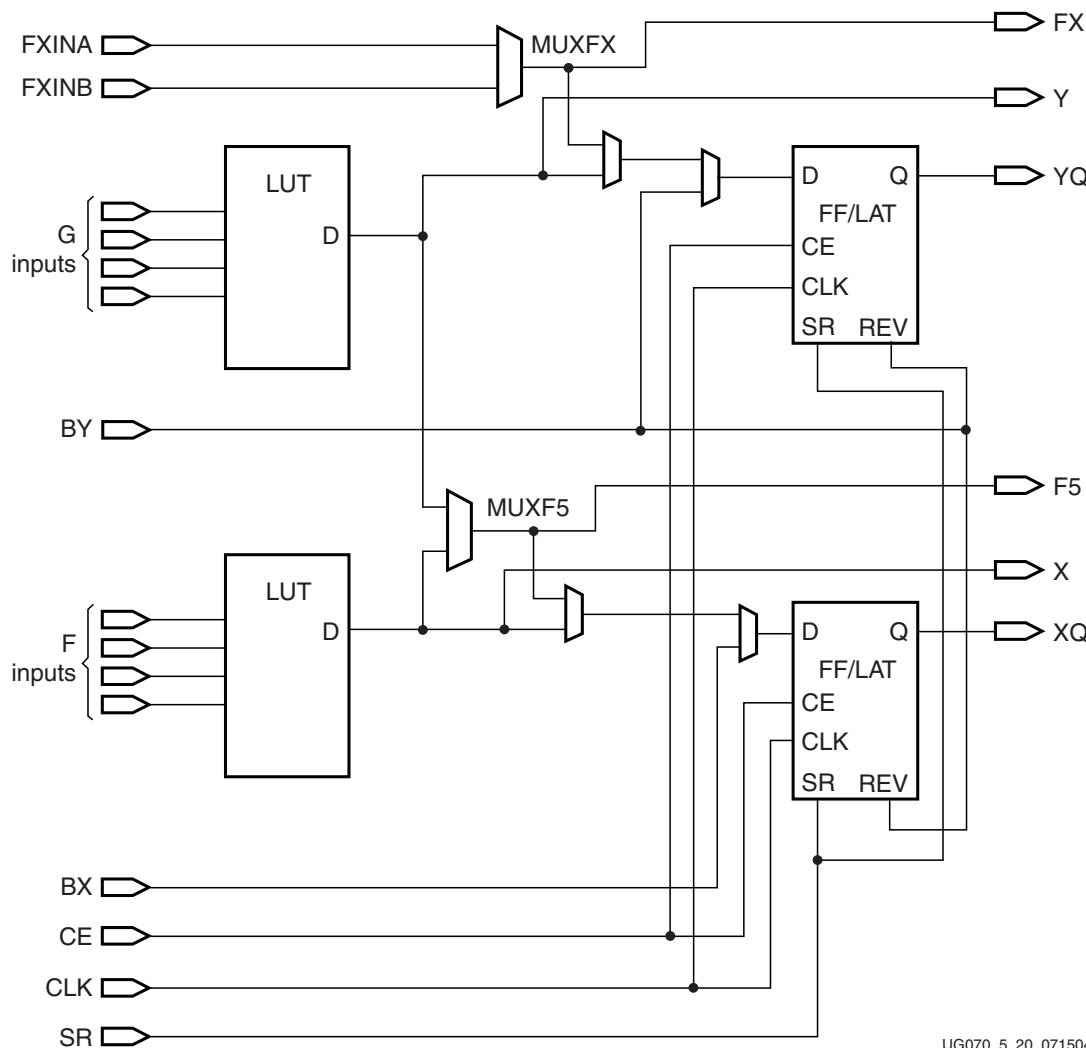 FX
FXINA
MUXFX
FXINB
Y
LUT
D
Q
YQ
FF/LAT
G
inputs
D
CE
CLK
SR
REV
BY
F5
MUXF5
X
LUT
D
D
Q
XQ
F
inputs
FF/LAT
CE
CLK
SR
REV
BX
CE
CLK
SR
UG070_5_20_071504